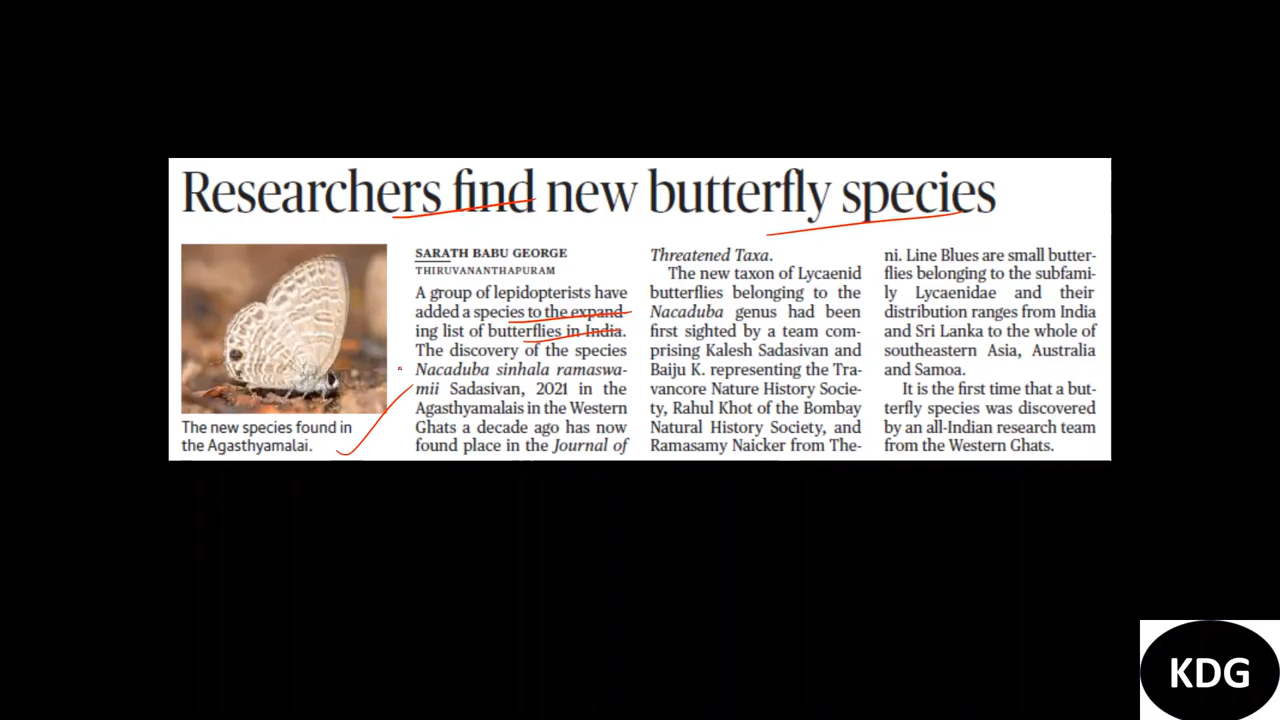 Researchers find new butterfly species
The new species found in
the Agasthyamalai.
SARATH BABU GEORGE
THIRUVANANTHAPURAM
A group of lepidopterists have
added a species to the expand-
ing list of butterflies in India.
The discovery of the species
Nacaduba sinhala ramaswa-
mii Sadasivan, 2021 in the
Agasthyamalais in the Western
Ghats a decade ago has now
found place in the Journal of
Threatened Taxa.
The new taxon of Lycaenid
butterflies belonging to the
Nacaduba genus had been
first sighted by a team com-
prising Kalesh Sadasivan and
Baiju K. representing the Tra-
vancore Nature History Socie-
ty, Rahul Khot of the Bombay
Natural History Society, and
Ramasamy Naicker from The-
ni. Line Blues are small butter-
flies belonging to the subfami-
ly Lycaenidae and their
distribution ranges from India
and Sri Lanka to the whole of
southeastern Asia, Australia
and Samoa.
It is the first time that a but-
terfly species was discovered
by an all-Indian research team
from the Western Ghats.
KDG